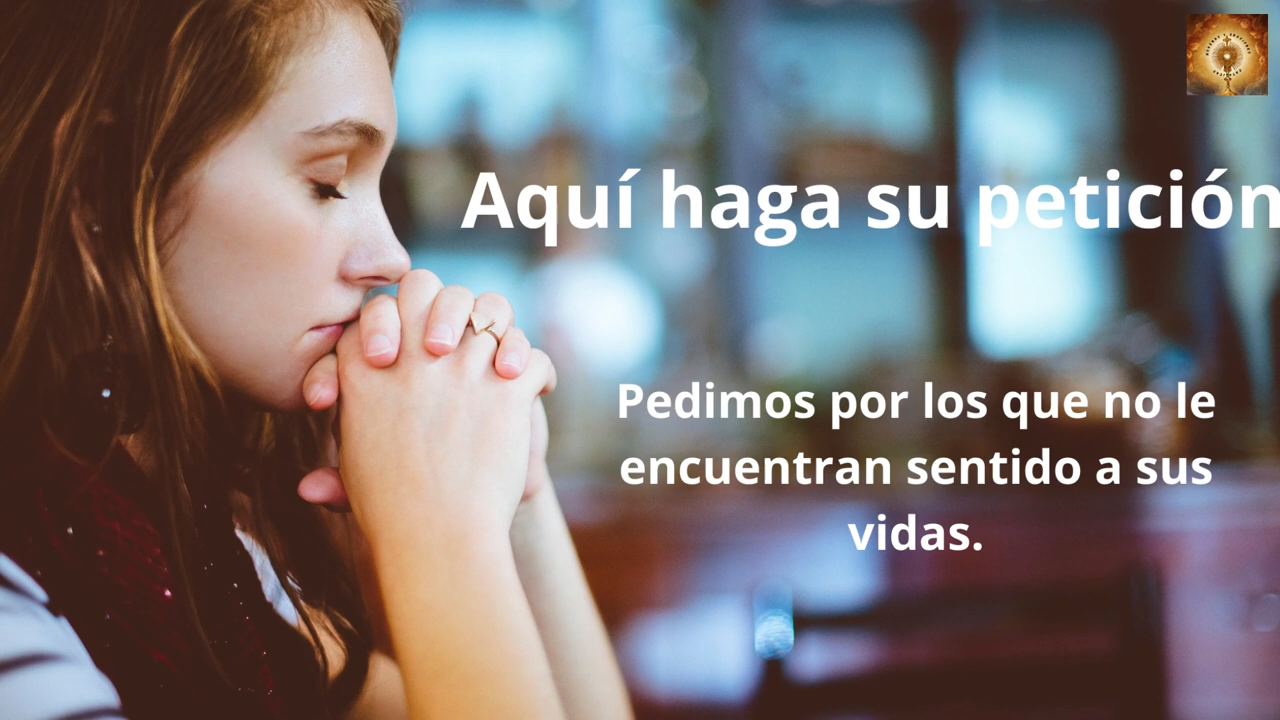 Aquí haga su petición
Pedimos por los que no le
encuentran sentido a sus
vidas.